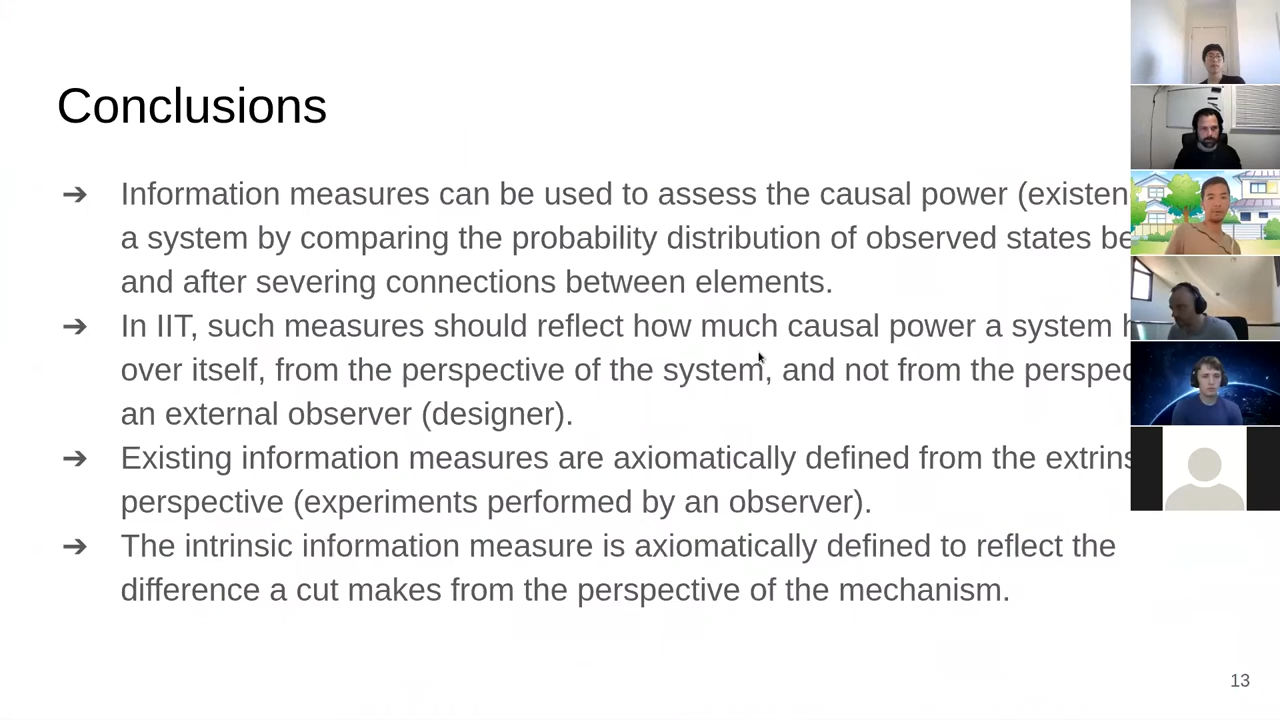 Conclusions
➔ Information measures can be used to assess the causal power (existen
a system by comparing the probability distribution of observed states be
and after severing connections between elements.
➔ In IIT, such measures should reflect how much causal power a system h
over itself, from the perspective of the system, and not from the perspec
an external observer (designer).
➔ Existing information measures are axiomatically defined from the extrins
perspective (experiments performed by an observer).
➔ The intrinsic information measure is axiomatically defined to reflect the
difference a cut makes from the perspective of the mechanism.
13